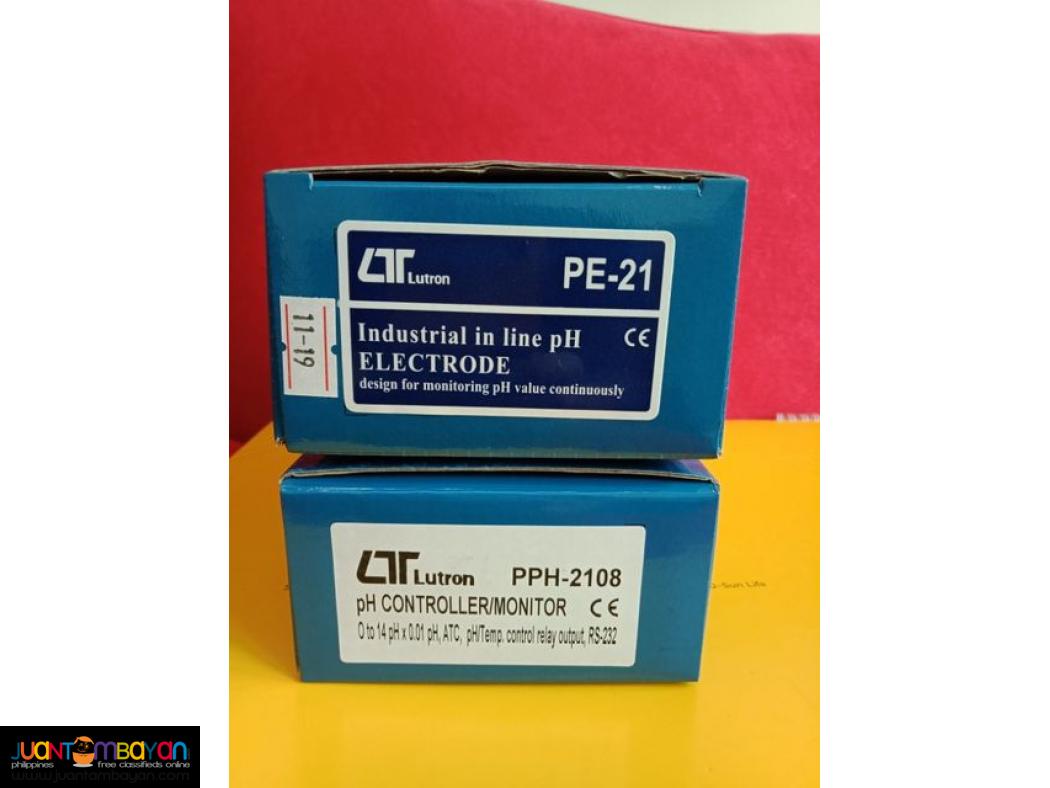 LT Lutron PE-21
Industrial in line pH CE
ELECTRODE
design for monitoring pH value continuously
11-19
LT Lutron PPH-2108
pH CONTROLLER/MONITOR CE
0 to 14 pH x 0.01 pH, ATC, pH/Temp. control relay output, RS-232
JUANTAMBAYAN
philippines free classifieds online
www.juantambayan.com